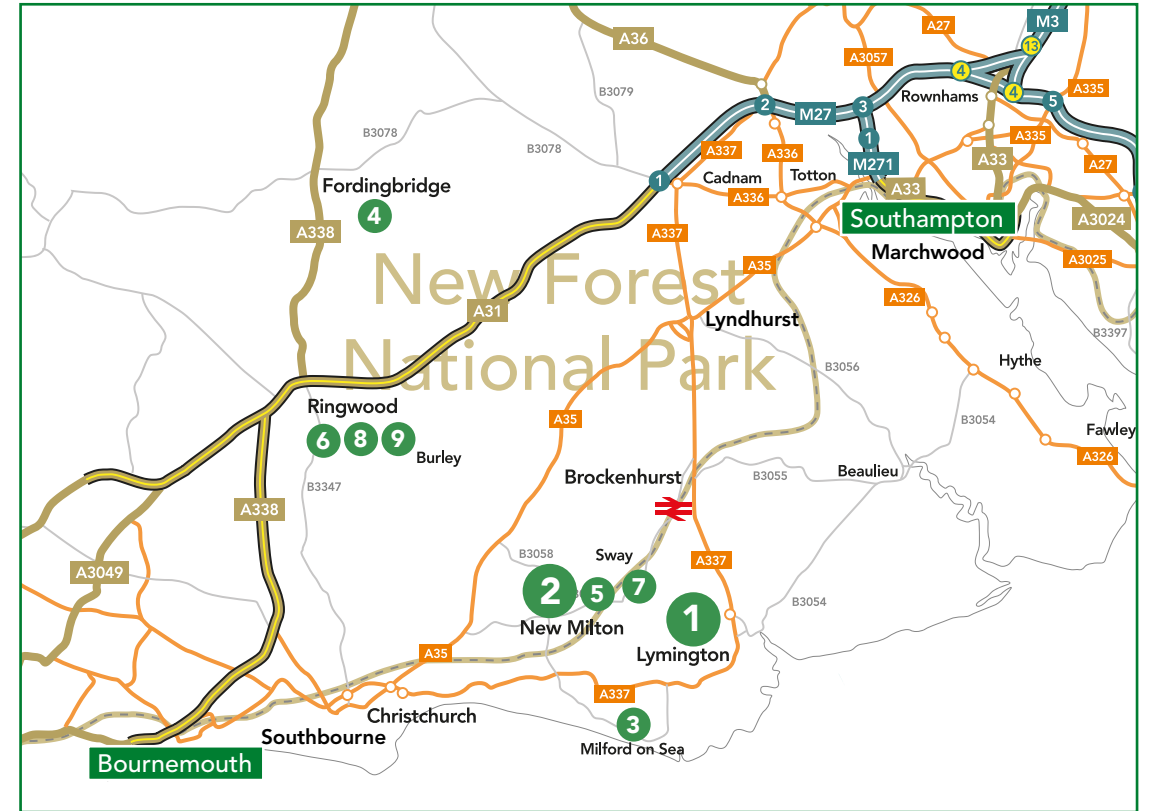 M3
A27
A36
13
A3057
4
B3079
Rownhams
4
5
A335
2
M27
3
B3078
1
A335
B3078
A337
A336
M271
A33
A27
Cadnam
Totton
Fordingbridge
1
A336
A33
4
Southampton
A3024
A338
A337
Marchwood
A3025
New Forest
A35
A326
A31
Lyndhurst
B3397
National Park
B3056
Hythe
Ringwood
A35
B3054
6
8
9
Burley
Fawley
A326
Brockenhurst
Beaulieu
B3347
B3055
A338
B3058
Sway
A337
A3049
2
5
7
B3054
1
New Milton
A35
Lymington
A337
Christchurch
3
Southbourne
Milford on Sea
Bournemouth